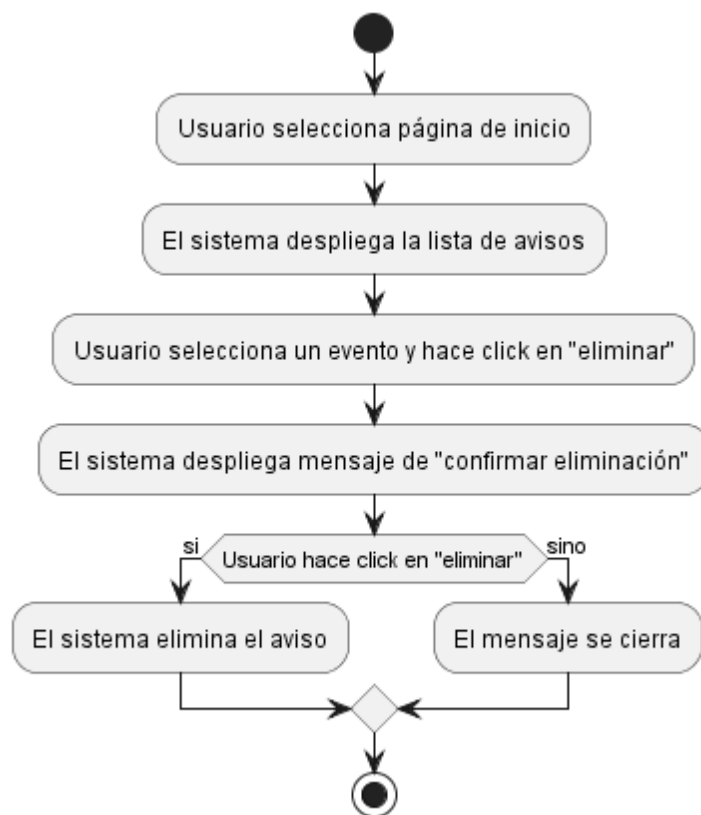 Usuario selecciona página de inicio
El sistema despliega la lista de avisos
Usuario selecciona un evento y hace click en "eliminar"
El sistema despliega mensaje de "confirmar eliminación"
si
Usuario hace click en "eliminar"
sino
El sistema elimina el aviso
El mensaje se cierra